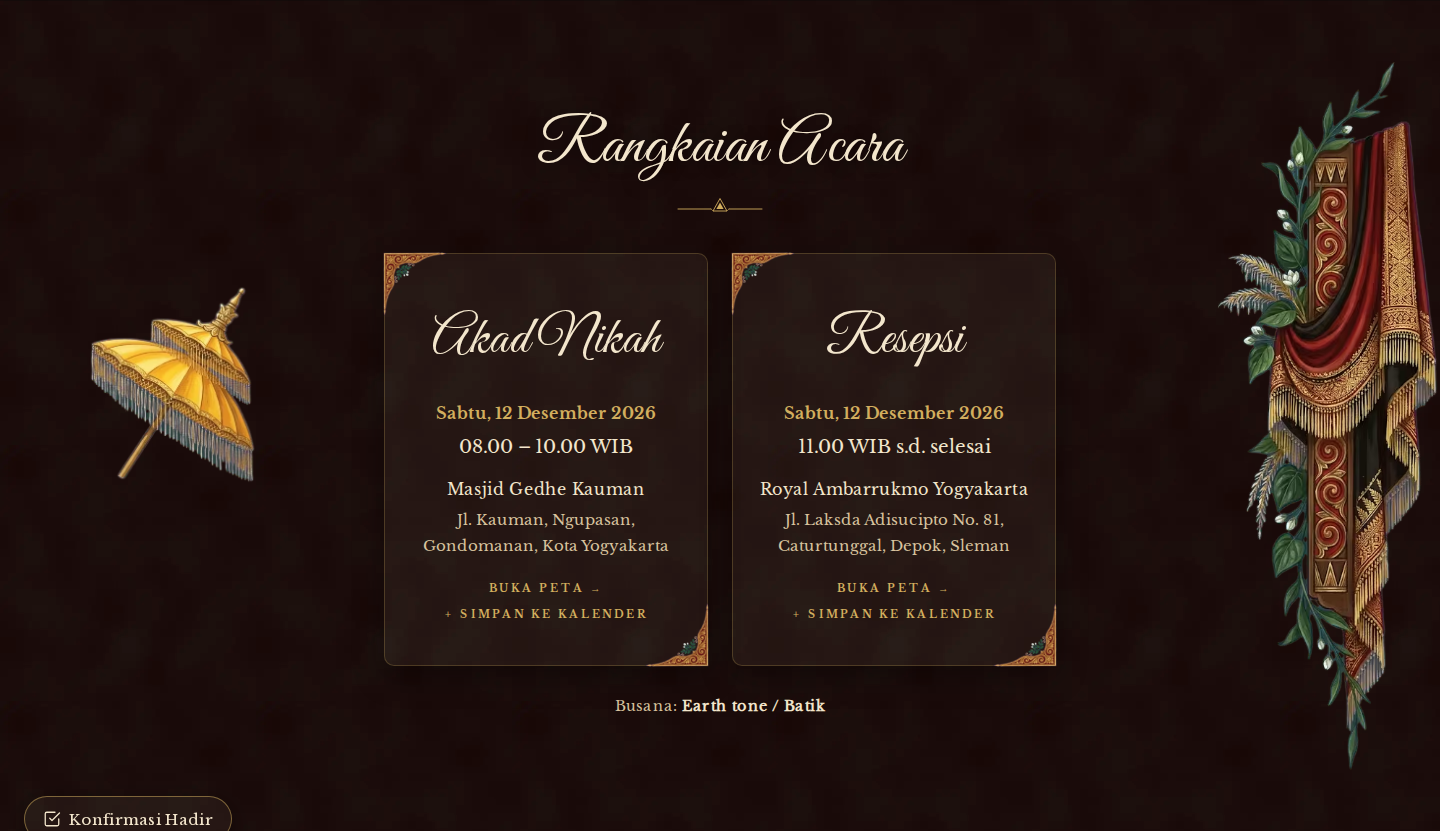 Rangkaian Acara
Akad Nikah
Sabtu, 12 Desember 2026
08.00 – 10.00 WIB
Masjid Gedhe Kauman
Jl. Kauman, Ngupasan,
Gondomanan, Kota Yogyakarta
BUKA PETA →
+ SIMPAN KE KALENDER
Resepsi
Sabtu, 12 Desember 2026
11.00 WIB s.d. selesai
Royal Ambarrukmo Yogyakarta
Jl. Laksda Adisucipto No. 81,
Caturtunggal, Depok, Sleman
BUKA PETA →
+ SIMPAN KE KALENDER
Busana: Earth tone / Batik
Konfirmasi Hadir